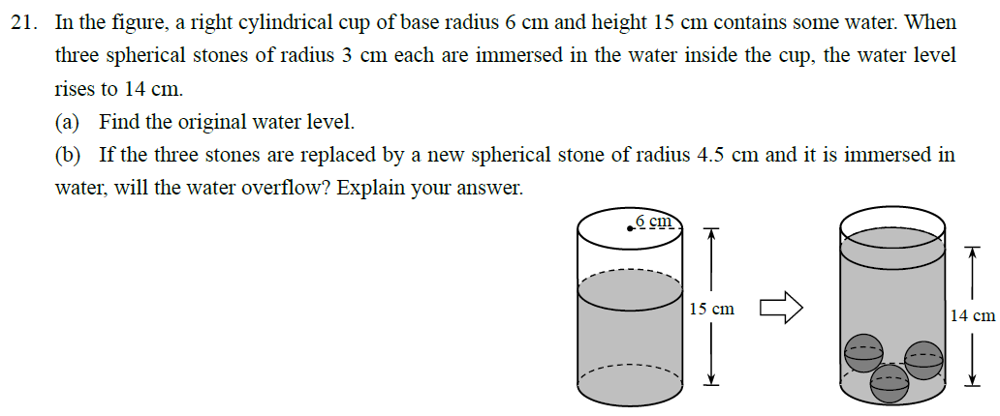 21. In the figure, a right cylindrical cup of base radius 6 cm and height 15 cm contains some water. When
three spherical stones of radius 3 cm each are immersed in the water inside the cup, the water level
rises to 14 cm.
(a) Find the original water level.
(b) If the three stones are replaced by a new spherical stone of radius 4.5 cm and it is immersed in
water, will the water overflow? Explain your answer.
6 cm
15 cm
14 cm